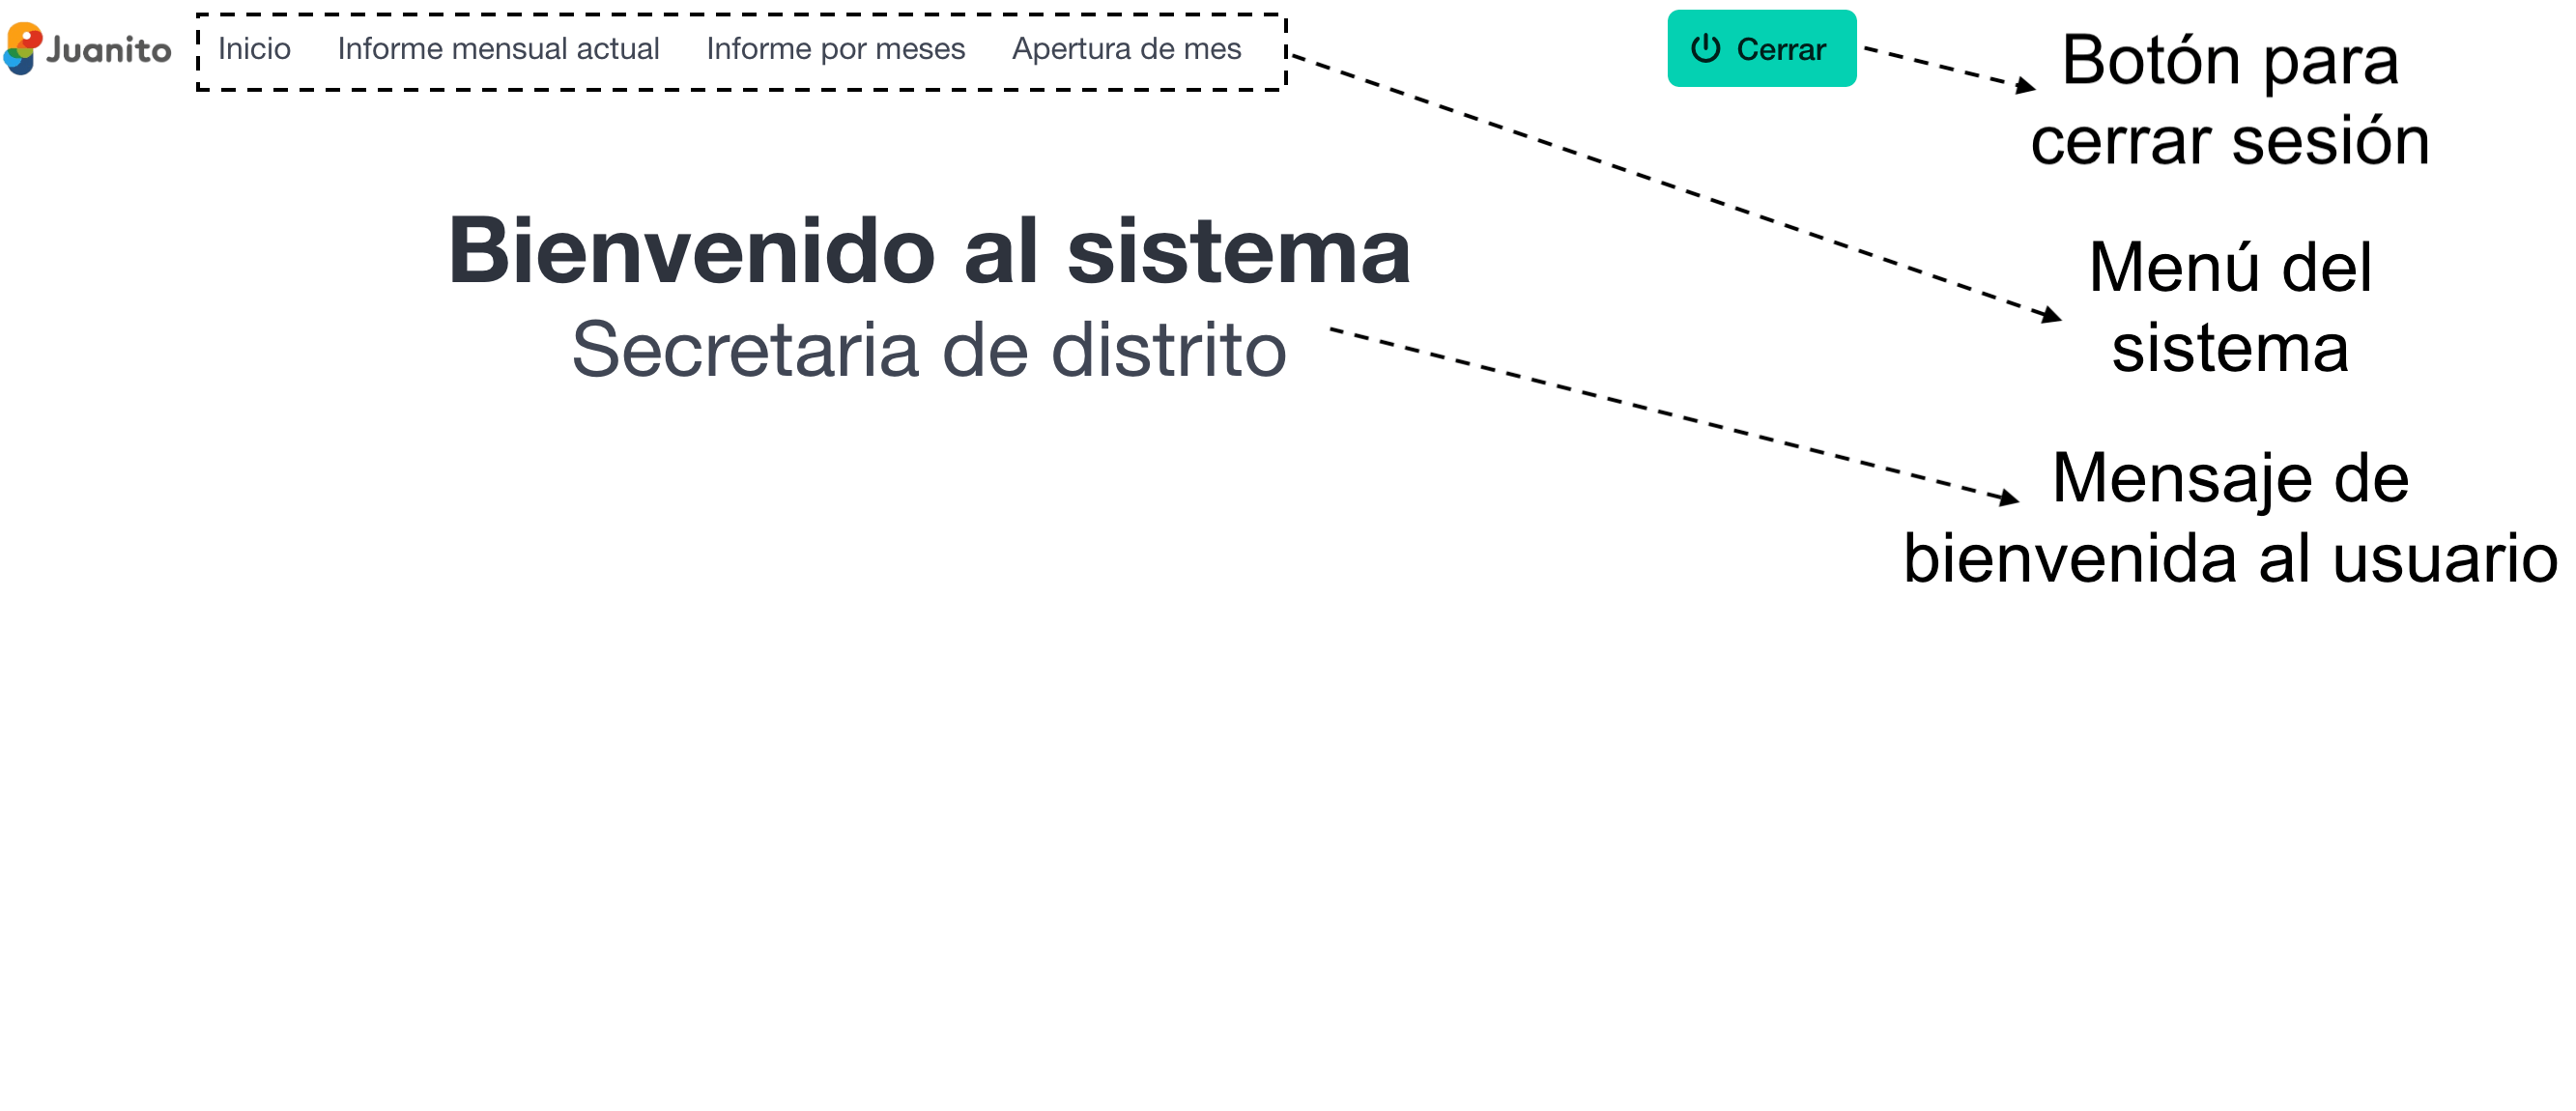 Juanito
Inicio Informe mensual actual Informe por meses Apertura de mes
Cerrar
Botón para
cerrar sesión
Bienvenido al sistema
Secretaria de distrito
Menú del
sistema
Mensaje de
bienvenida al usuario